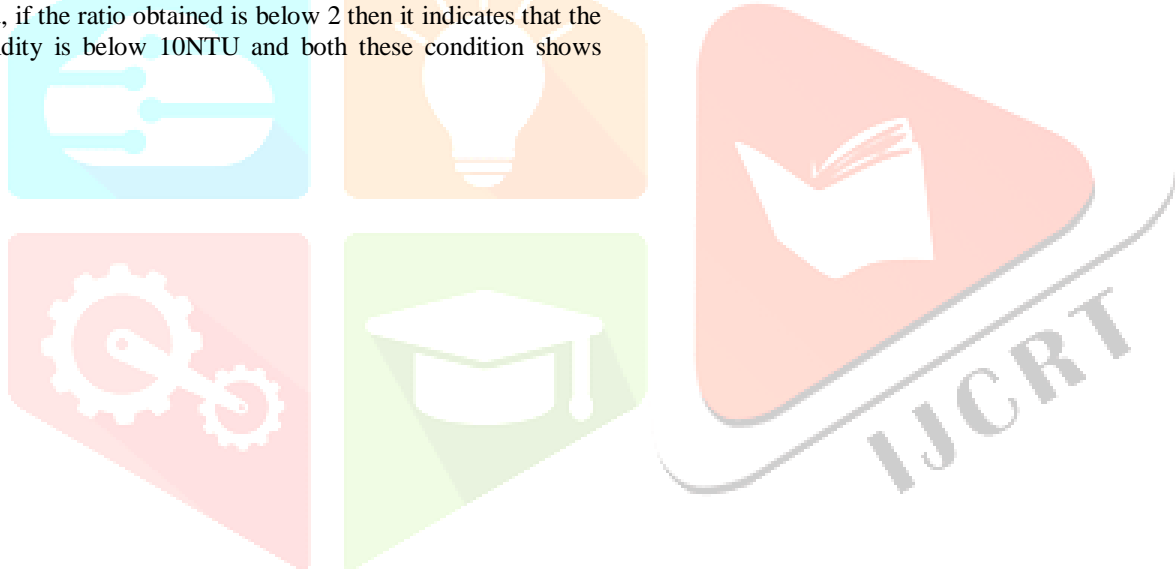 , if the ratio obtained is below 2 then it indicates that the
idity is below 10NTU and both these condition shows
IJCRT